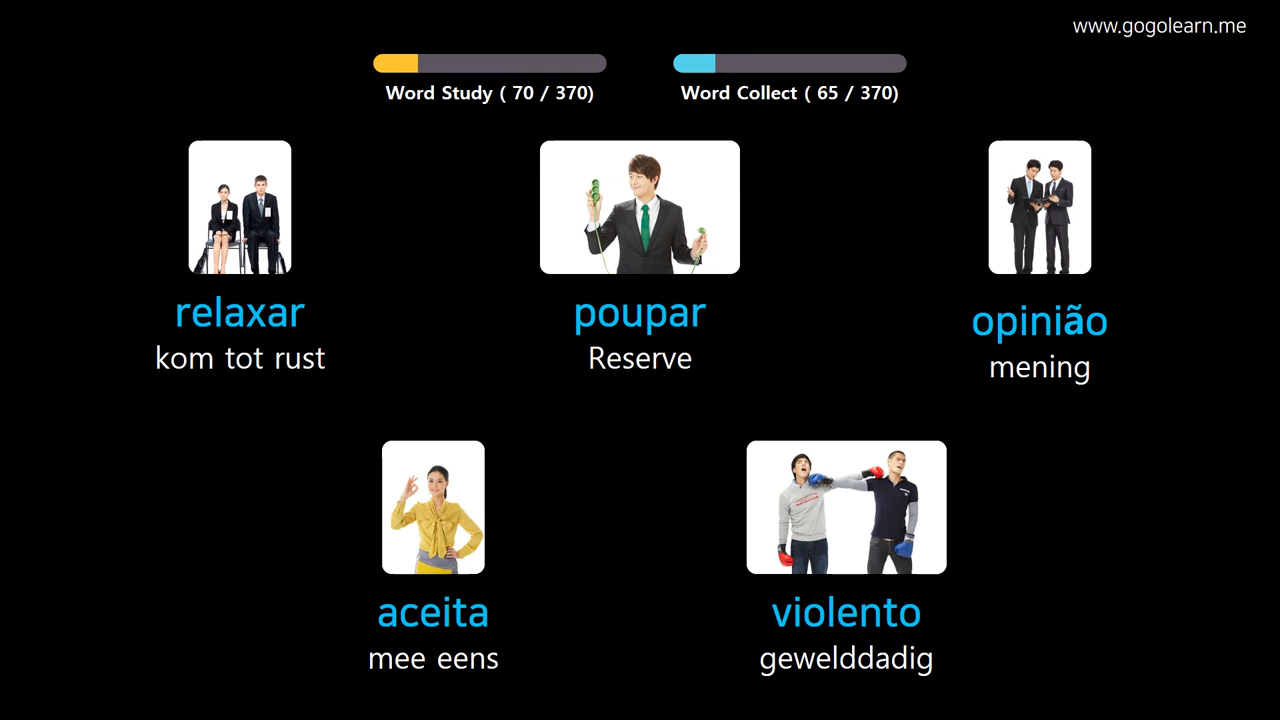 www.gogolearn.me
Word Study ( 70 / 370)
Word Collect ( 65 / 370)
relaxar
kom tot rust
poupar
Reserve
opinião
mening
aceita
mee eens
violento
gewelddadig